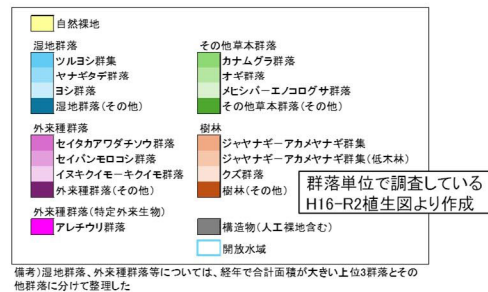 自然裸地
湿地群落
ツルヨシ群集
ヤナギタデ群落
ヨシ群落
湿地群落(その他)
その他草本群落
カナムグラ群落
オギ群落
メヒシバーエノコログサ群落
その他草本群落(その他)
外来種群落
セイタカアワダチソウ群落
セイバンモロコシ群落
イヌキクイモーキクイモ群落
外来種群落(その他)
樹林
ジャヤナギーアカメヤナギ群集
ジャヤナギーアカメヤナギ群集(低木林)
クズ群落
樹林(その他)
外来種群落(特定外来生物)
アレチウリ群落
構造物(人工裸地含む)
開放水域
群落単位で調査している
H16-R2植生図より作成
備考)湿地群落、外来種群落等については、経年で合計面積が大きい上位3群落とその
他群落に分けて整理した